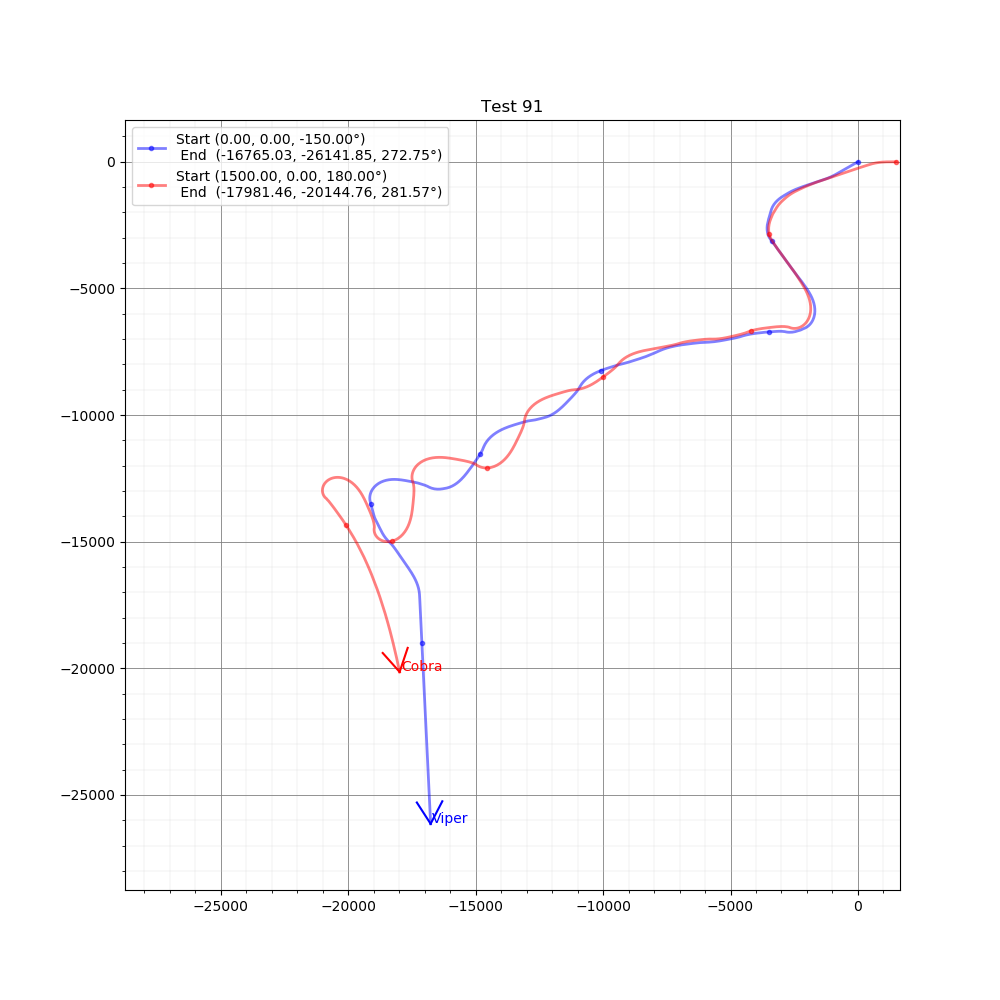 Test 91
Start (0.00, 0.00, -150.00°)
End  (-16765.03, -26141.85, 272.75°)
Start (1500.00, 0.00, 180.00°)
End  (-17981.46, -20144.76, 281.57°)
0
−5000
−10000
−15000
−20000
−25000
Cobra
Viper
−25000 −20000 −15000 −10000 −5000 0